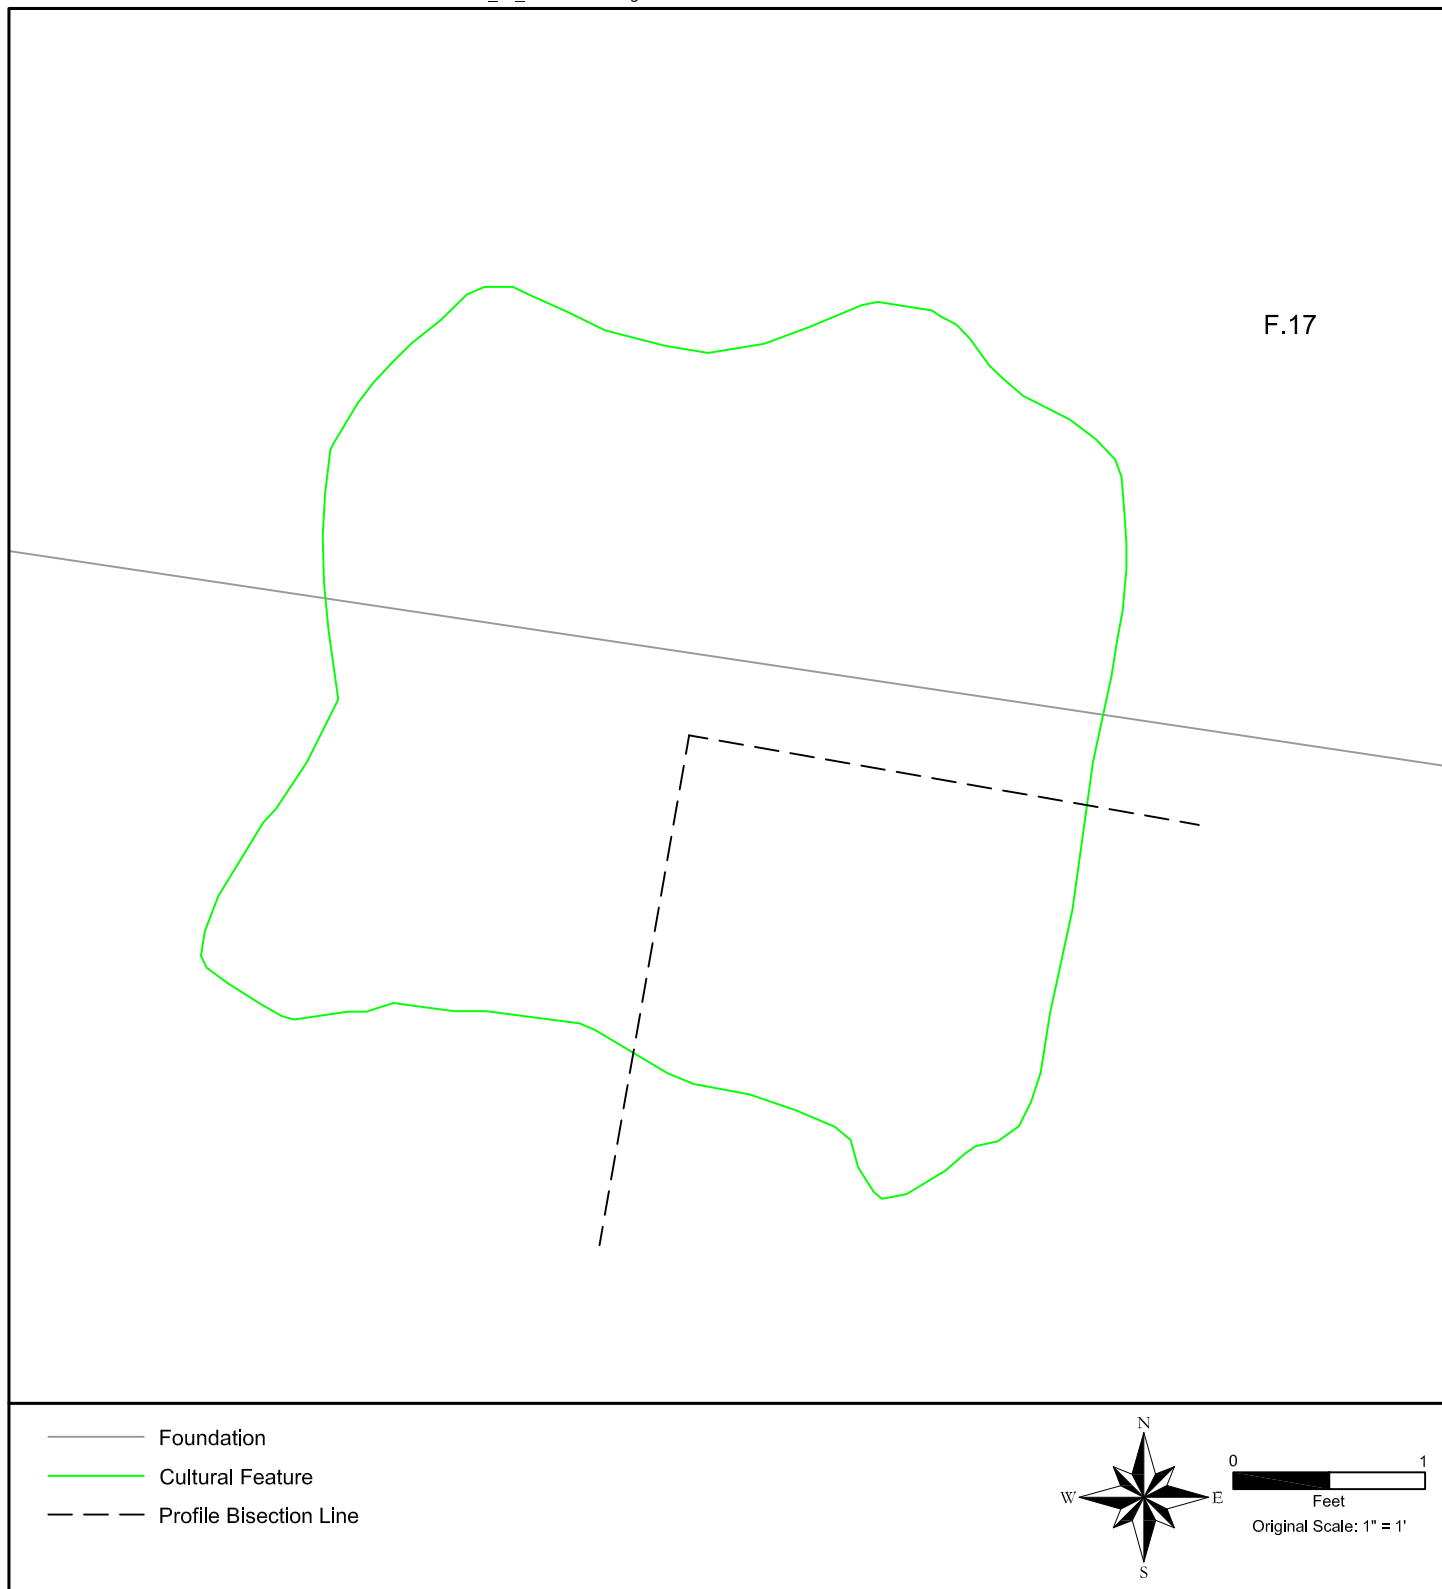 F.17
Foundation
Cultural Feature
Profile Bisection Line
N
W E
S
0 1
Feet
Original Scale: 1" = 1'